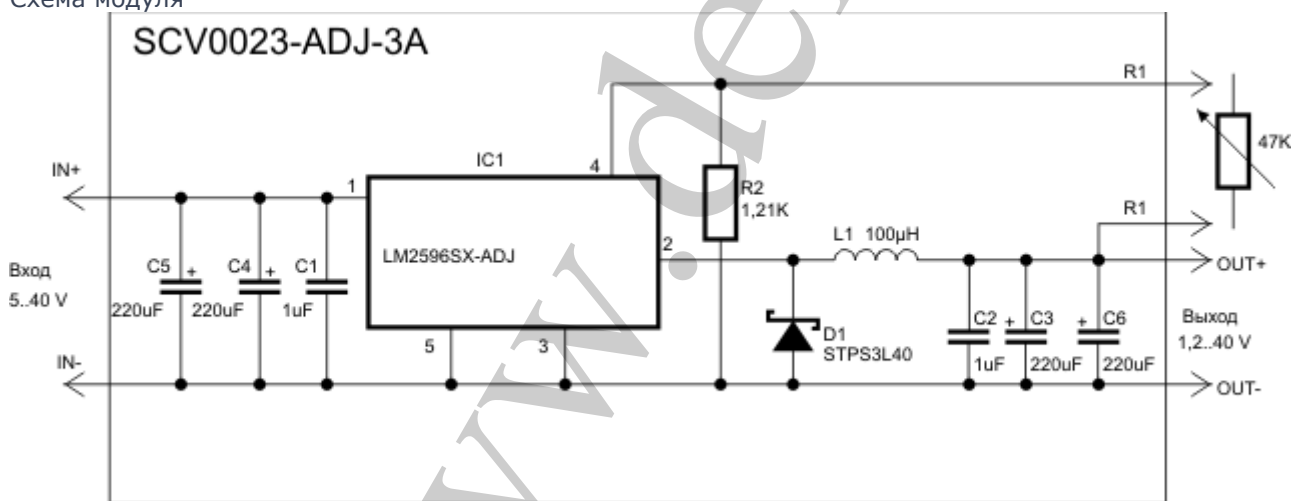 Схема модуля
SCV0023-ADJ-3A
R1
47K
IC1
4
IN+
1
R2
1,21K
R1
LM2596SX-ADJ
2
L1 100µH
OUT+
Вход
5..40 V
C5 +
220uF
C4 +
220uF
C1
1uF
D1
STPS3L40
C2
1uF
+ C3
220uF
+ C6
220uF
Выход
1,2..40 V
5
3
IN-
OUT-